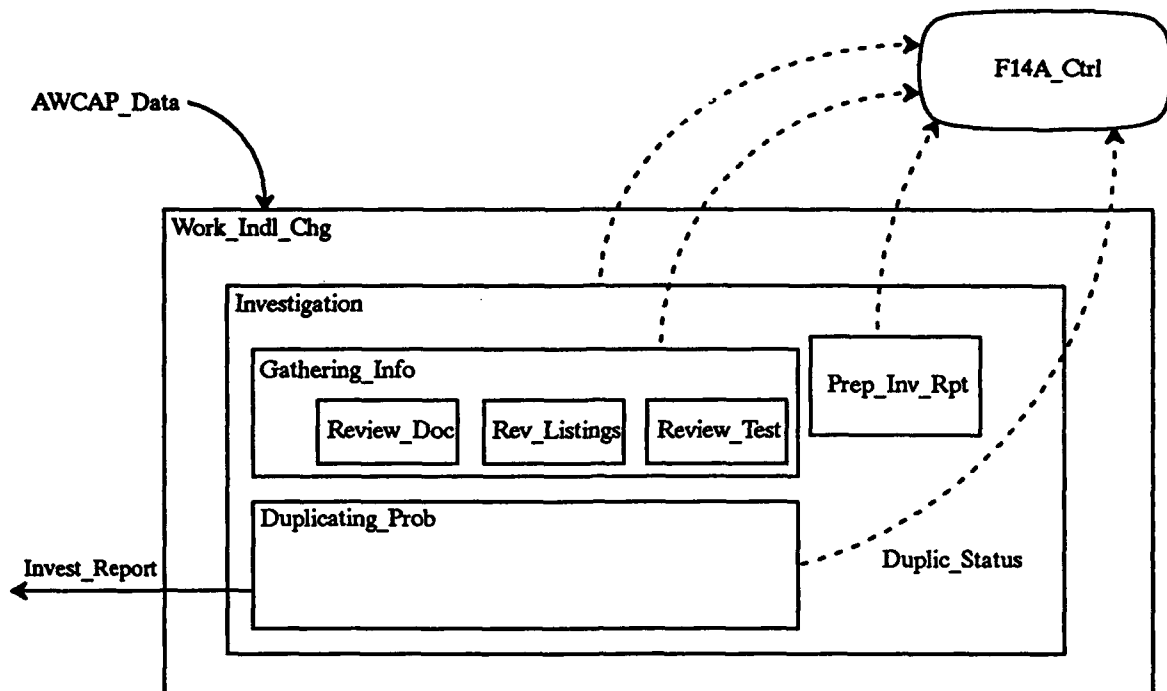 F14A_Ctrl
AWCAP_Data
Work_Indl_Chg
Investigation
Gathering_Info
Prep_Inv_Rpt
Review_Doc
Rev_Listings
Review_Test
Duplicating_Prob
Invest_Report
Duplic_Status